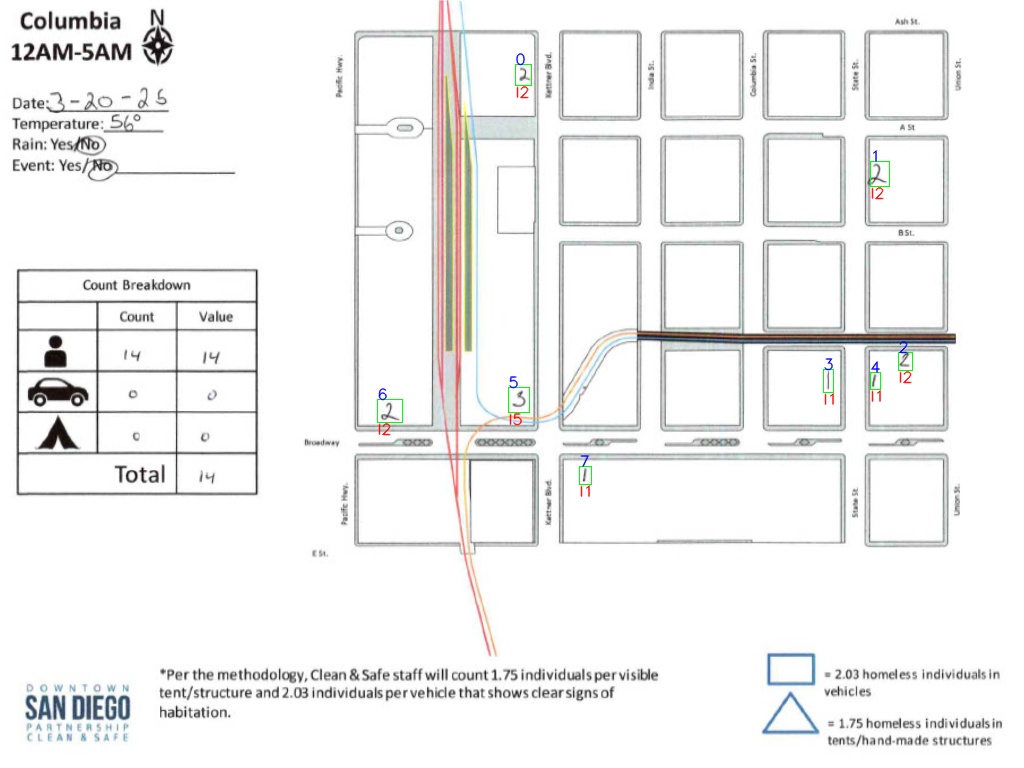 Columbia
12AM-5AM
N
Date: 3-20-25
Temperature: 56°
Rain: Yes/No
Event: Yes/No
Count Breakdown
Count Value
14 14
0 0
0 0
Total 14
Ash St.
Pacific Hwy.
Kettner Blvd.
India St.
Columbia St.
State St.
Union St.
0
2
I2
A St
1
2
I2
B St.
2
2
I2
3
1
I1
4
1
I1
5
3
I5
6
2
I2
Broadway
7
1
I1
Pacific Hwy.
Kettner Blvd.
State St.
Union St.
E St.
*Per the methodology, Clean & Safe staff will count 1.75 individuals per visible
tent/structure and 2.03 individuals per vehicle that shows clear signs of
habitation.
DOWNTOWN
SAN DIEGO
PARTNERSHIP
CLEAN & SAFE
= 2.03 homeless individuals in
vehicles
= 1.75 homeless individuals in
tents/hand-made structures